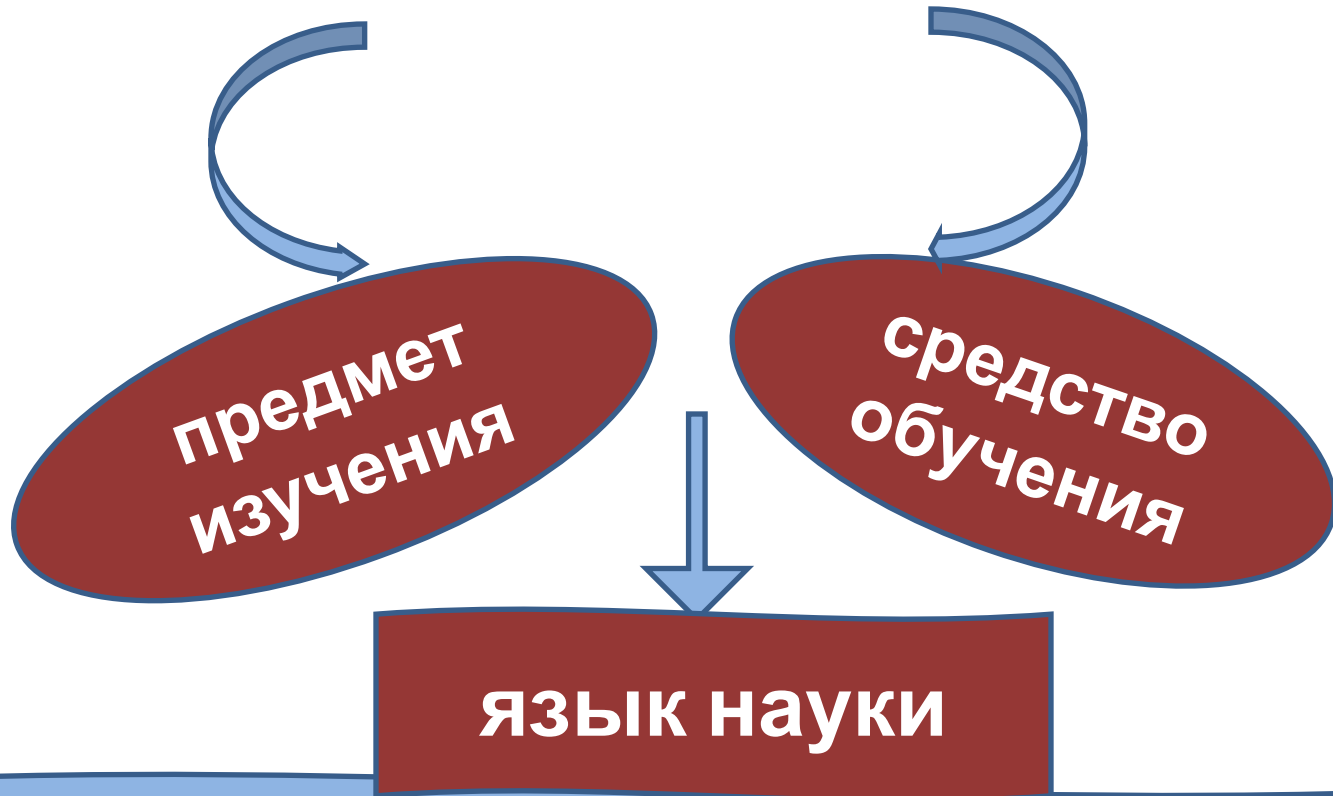 предмет
изучения
средство
обучения
язык науки